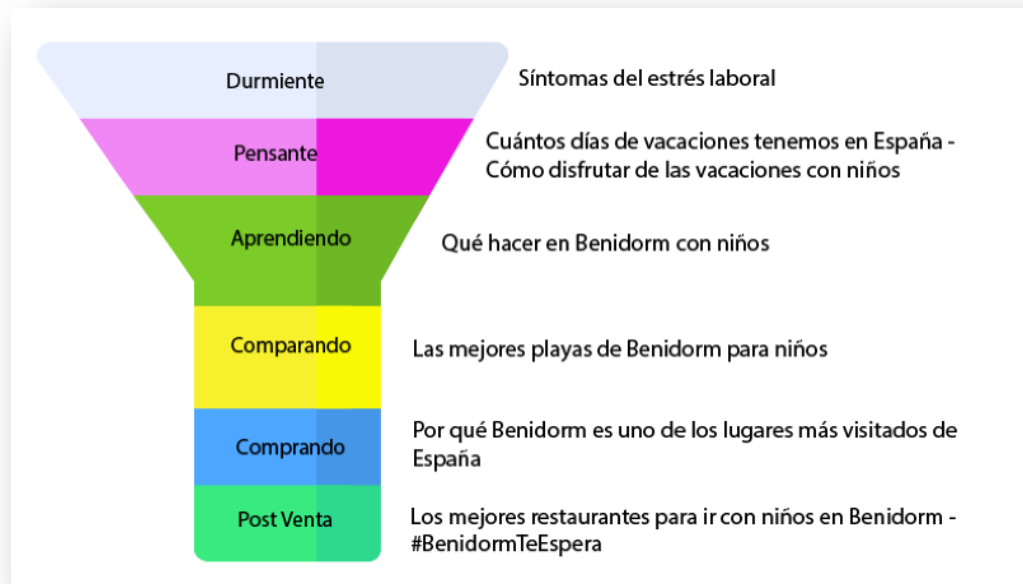 Durmiente
Síntomas del estrés laboral
Pensante
Cuántos días de vacaciones tenemos en España -
Cómo disfrutar de las vacaciones con niños
Aprendiendo
Qué hacer en Benidorm con niños
Comparando
Las mejores playas de Benidorm para niños
Comprando
Por qué Benidorm es uno de los lugares más visitados de
España
Post Venta
Los mejores restaurantes para ir con niños en Benidorm -
#BenidormTeEspera